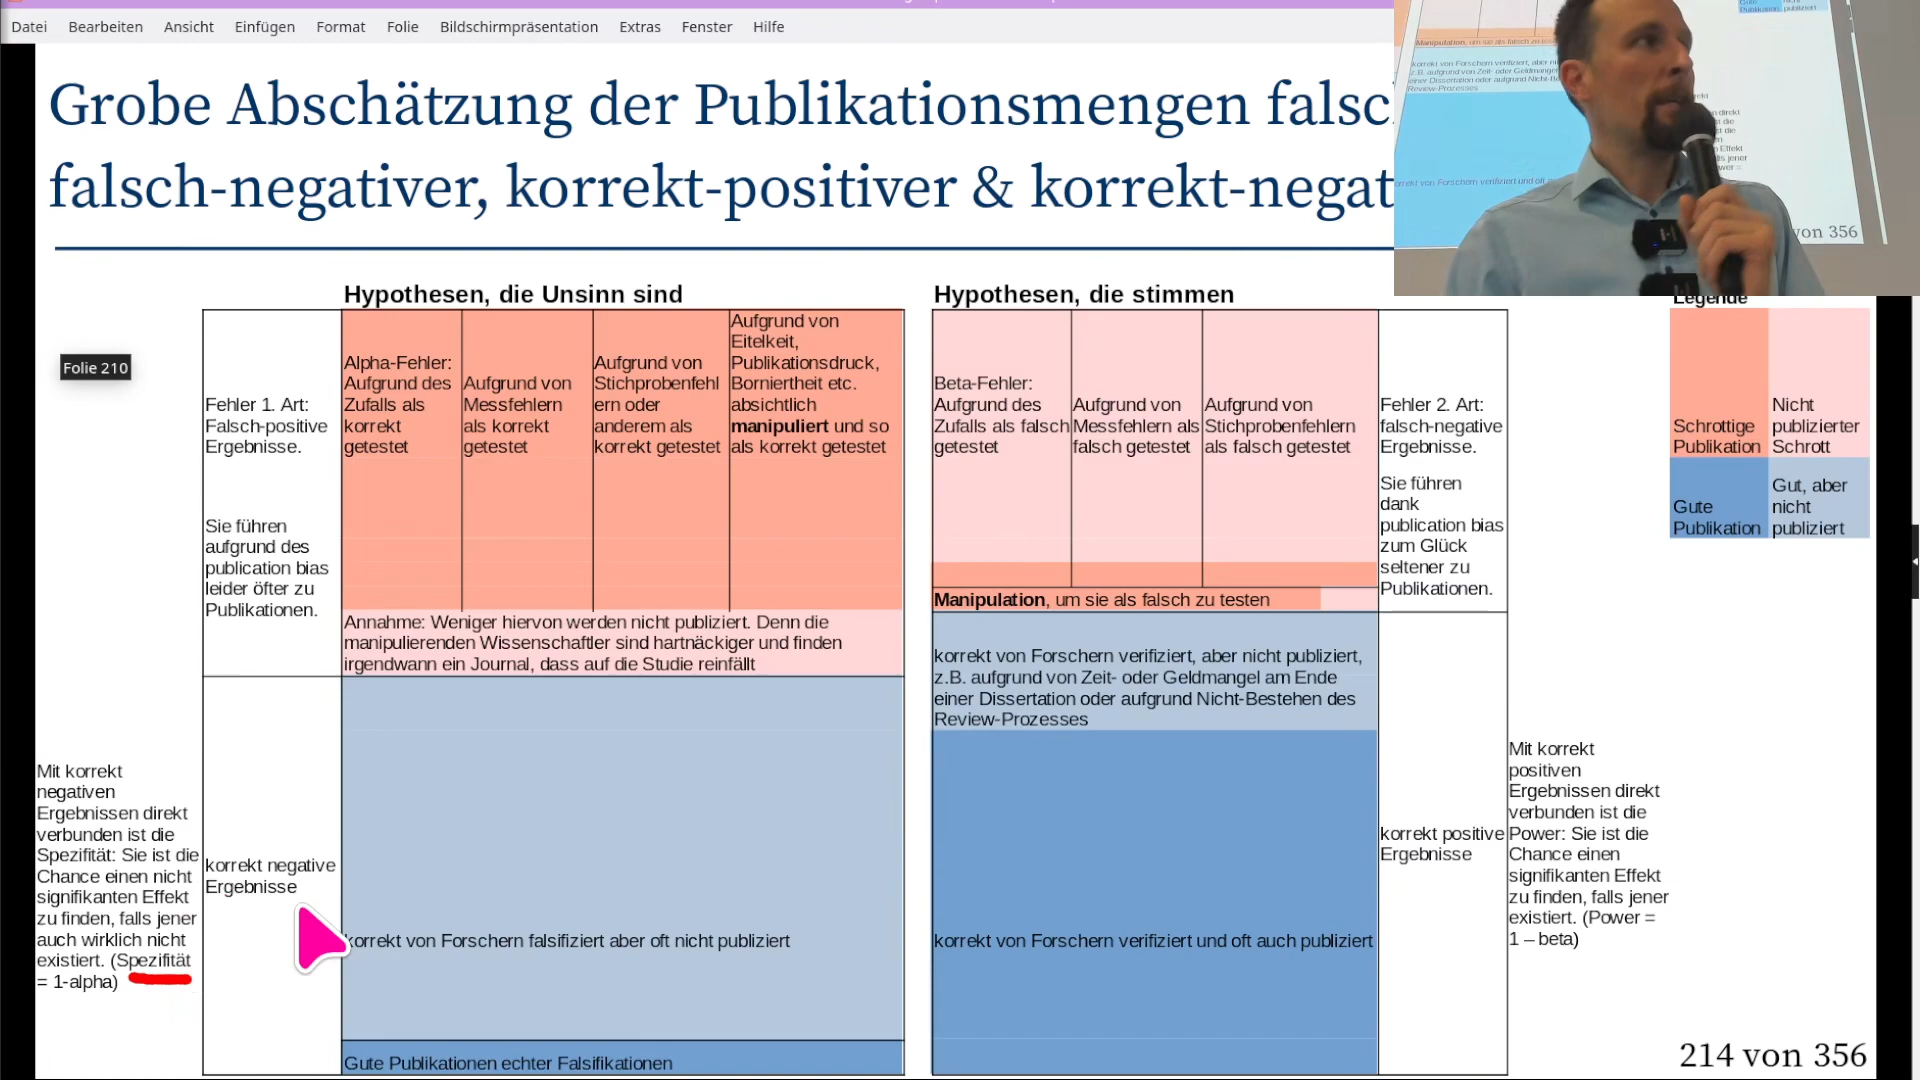 Datei Bearbeiten Ansicht Einfügen Format Folie Bildschirmpräsentation Extras Fenster Hilfe
Grobe Abschätzung der Publikationsmengen falsc
falsch-negativer, korrekt-positiver & korrekt-negat
Folie 210
Hypothesen, die Unsinn sind
Fehler 1. Art:
Falsch-positive
Ergebnisse.
Sie führen
aufgrund des
publication bias
leider öfter zu
Publikationen.
Alpha-Fehler:
Aufgrund des
Zufalls als
korrekt
getestet
Aufgrund von
Messfehlern
als korrekt
getestet
Aufgrund von
Stichprobenfehl
ern oder
anderem als
korrekt getestet
Aufgrund von
Eitelkeit,
Publikationsdruck,
Borniertheit etc.
absichtlich
manipuliert und so
als korrekt getestet
Annahme: Weniger hiervon werden nicht publiziert. Denn die
manipulierenden Wissenschaftler sind hartnäckiger und finden
irgendwann ein Journal, dass auf die Studie reinfällt
Mit korrekt
negativen
Ergebnissen direkt
verbunden ist die
Spezifität: Sie ist die
Chance einen nicht
signifikanten Effekt
zu finden, falls jener
auch wirklich nicht
existiert. (Spezifität
= 1-alpha)
korrekt negative
Ergebnisse
korrekt von Forschern falsifiziert aber oft nicht publiziert
Gute Publikationen echter Falsifikationen
Hypothesen, die stimmen
Beta-Fehler:
Aufgrund des
Zufalls als falsch
getestet
Aufgrund von
Messfehlern als
falsch getestet
Aufgrund von
Stichprobenfehlern
als falsch getestet
Manipulation, um sie als falsch zu testen
Fehler 2. Art:
falsch-negative
Ergebnisse.
Sie führen
dank
publication bias
zum Glück
seltener zu
Publikationen.
korrekt von Forschern verifiziert, aber nicht publiziert,
z.B. aufgrund von Zeit- oder Geldmangel am Ende
einer Dissertation oder aufgrund Nicht-Bestehen des
Review-Prozesses
korrekt von Forschern verifiziert und oft auch publiziert
korrekt positive
Ergebnisse
Mit korrekt
positiven
Ergebnissen direkt
verbunden ist die
Power: Sie ist die
Chance einen
signifikanten Effekt
zu finden, falls jener
existiert. (Power =
1 – beta)
Legende
Schrottige
Publikation
Nicht
publizierter
Schrott
Gute
Publikation
Gut, aber
nicht
publiziert
214 von 356
von 356